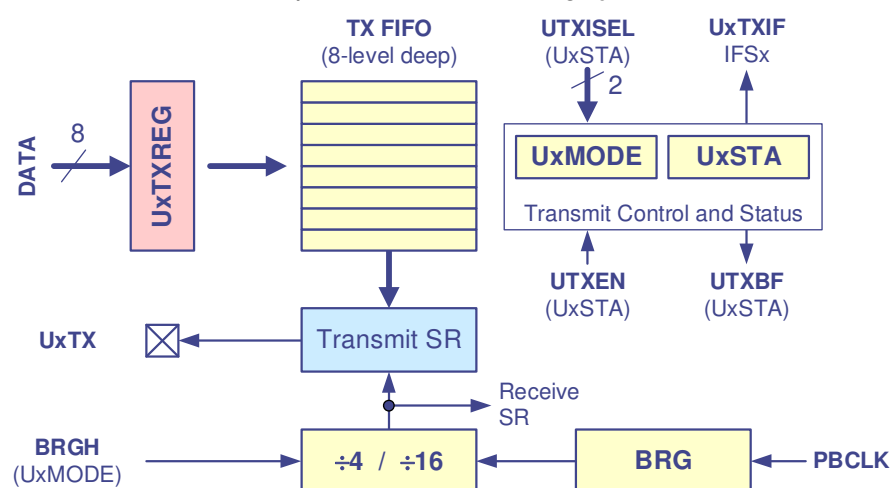 TX FIFO
(8-level deep)
UTXISEL
(UxSTA)
2
UxTXIF
IFSx
DATA
8
UxTXREG
UxMODE
UxSTA
Transmit Control and Status
UTXEN
(UxSTA)
UTXBF
(UxSTA)
UxTX
Transmit SR
Receive
SR
BRGH
(UxMODE)
÷4 / ÷16
BRG
PBCLK